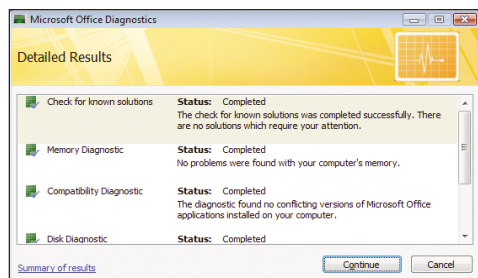 Microsoft Office Diagnostics
Detailed Results
Check for known solutions Status: Completed
The check for known solutions was completed successfully. There
are no solutions which require your attention.
Memory Diagnostic Status: Completed
No problems were found with your computer's memory.
Compatibility Diagnostic Status: Completed
The diagnostic found no conflicting versions of Microsoft Office
applications installed on your computer.
Disk Diagnostic Status: Completed
Summary of results Continue Cancel